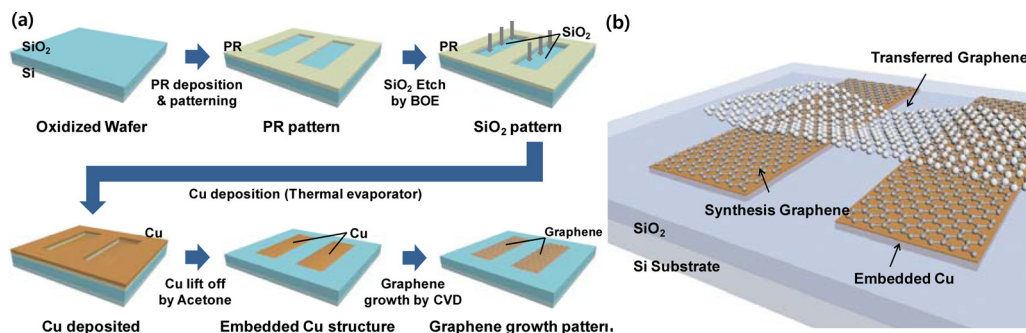 (a)
SiO2
Si
Oxidized Wafer
PR deposition
& patterning
PR
PR pattern
SiO2 Etch
by BOE
PR
SiO2
SiO2 pattern
Cu deposition (Thermal evaporator)
Cu
Cu deposited
Cu lift off
by Acetone
Cu
Embedded Cu structure
Graphene
growth by CVD
Graphene
Graphene growth pattern
(b)
Transferred Graphene
Synthesis Graphene
SiO2
Si Substrate
Embedded Cu